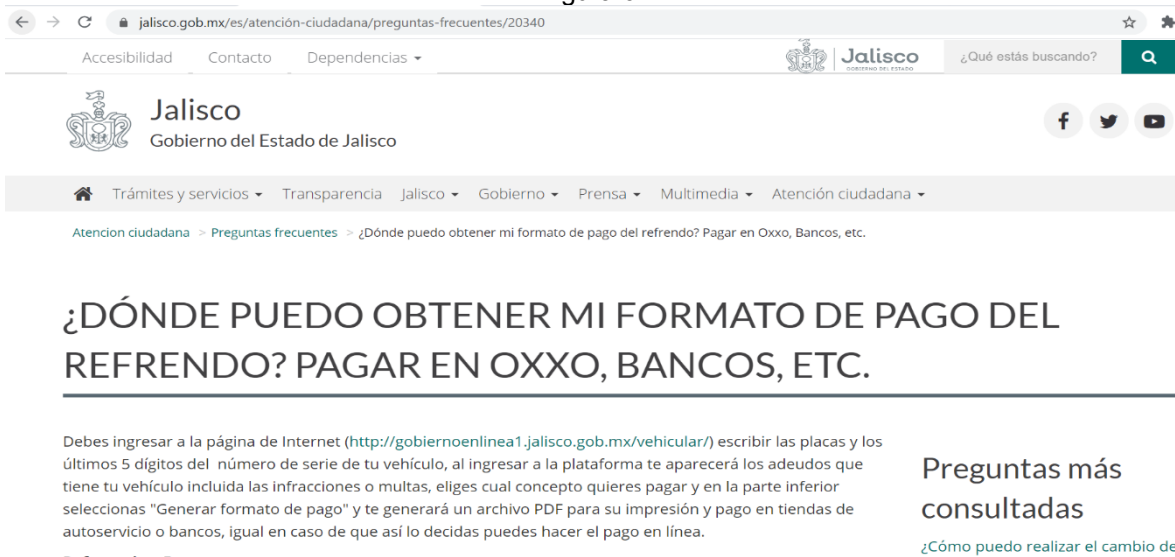 jalisco.gob.mx/es/atención-ciudadana/preguntas-frecuentes/20340
Accesibilidad Contacto Dependencias
Jalisco
GOBIERNO DEL ESTADO
¿Qué estás buscando?
Jalisco
Gobierno del Estado de Jalisco
Trámites y servicios Transparencia Jalisco Gobierno Prensa Multimedia Atención ciudadana
Atencion ciudadana > Preguntas frecuentes > ¿Dónde puedo obtener mi formato de pago del refrendo? Pagar en Oxxo, Bancos, etc.
¿DÓNDE PUEDO OBTENER MI FORMATO DE PAGO DEL
REFRENDO? PAGAR EN OXXO, BANCOS, ETC.
Debes ingresar a la página de Internet (http://gobiernoenlinea1.jalisco.gob.mx/vehicular/) escribir las placas y los
últimos 5 dígitos del número de serie de tu vehículo, al ingresar a la plataforma te aparecerá los adeudos que
tiene tu vehículo incluida las infracciones o multas, eliges cual concepto quieres pagar y en la parte inferior
seleccionas "Generar formato de pago" y te generará un archivo PDF para su impresión y pago en tiendas de
autoservicio o bancos, igual en caso de que así lo decidas puedes hacer el pago en línea.
Preguntas más
consultadas
¿Cómo puedo realizar el cambio de